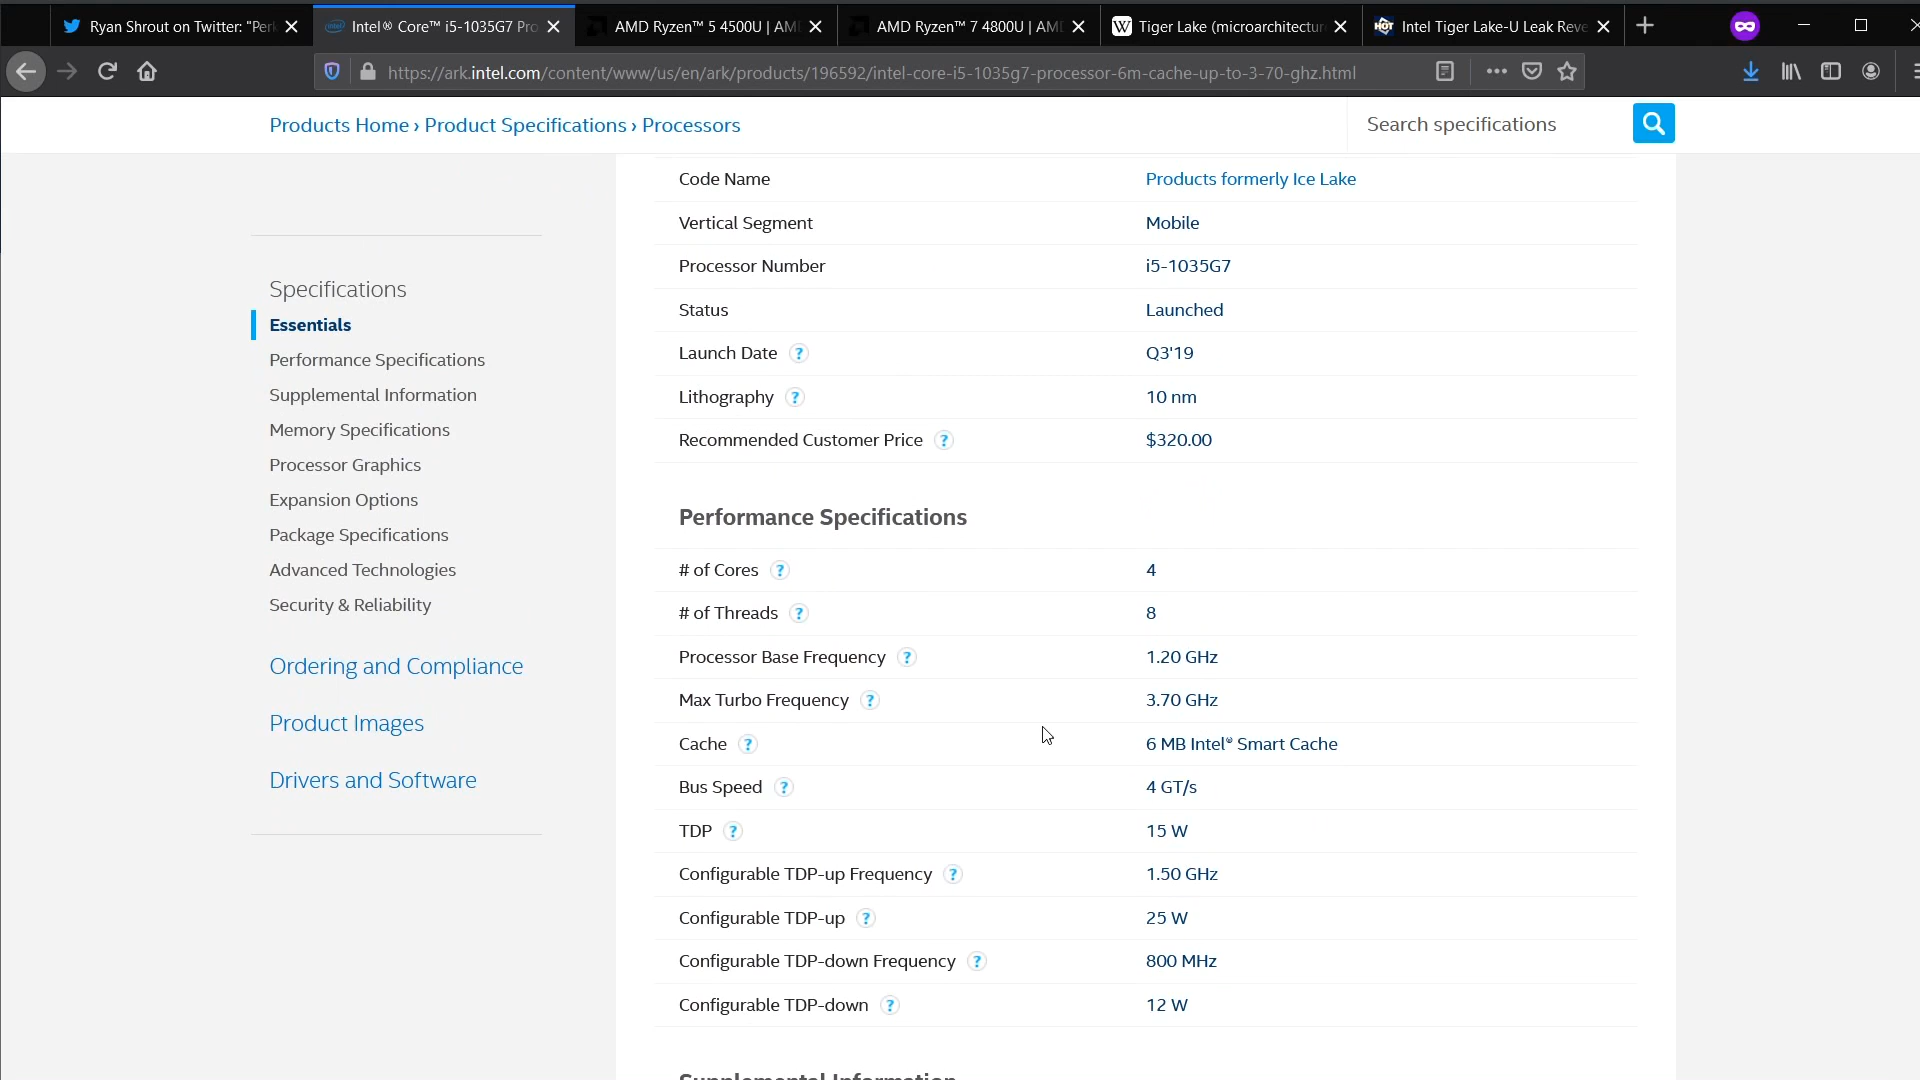 Ryan Shrout on Twitter: "Per
Intel® Core™ i5-1035G7 Pro
AMD Ryzen™ 5 4500U | AM
AMD Ryzen™ 7 4800U | AM
W Tiger Lake (microarchitectur
HOT Intel Tiger Lake-U Leak Reve
https://ark.intel.com/content/www/us/en/ark/products/196592/intel-core-i5-1035g7-processor-6m-cache-up-to-3-70-ghz.html
Products Home › Product Specifications › Processors
Search specifications
Specifications
Essentials
Performance Specifications
Supplemental Information
Memory Specifications
Processor Graphics
Expansion Options
Package Specifications
Advanced Technologies
Security & Reliability
Ordering and Compliance
Product Images
Drivers and Software
Code Name Products formerly Ice Lake
Vertical Segment Mobile
Processor Number i5-1035G7
Status Launched
Launch Date ? Q3'19
Lithography ? 10 nm
Recommended Customer Price ? $320.00
Performance Specifications
# of Cores ? 4
# of Threads ? 8
Processor Base Frequency ? 1.20 GHz
Max Turbo Frequency ? 3.70 GHz
Cache ? 6 MB Intel® Smart Cache
Bus Speed ? 4 GT/s
TDP ? 15 W
Configurable TDP-up Frequency ? 1.50 GHz
Configurable TDP-up ? 25 W
Configurable TDP-down Frequency ? 800 MHz
Configurable TDP-down ? 12 W
Supplemental Information